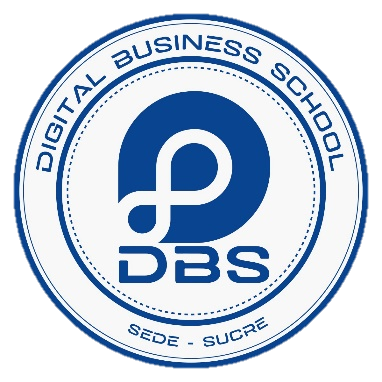 DIGITAL BUSINESS SCHOOL
DBS
SEDE - SUCRE